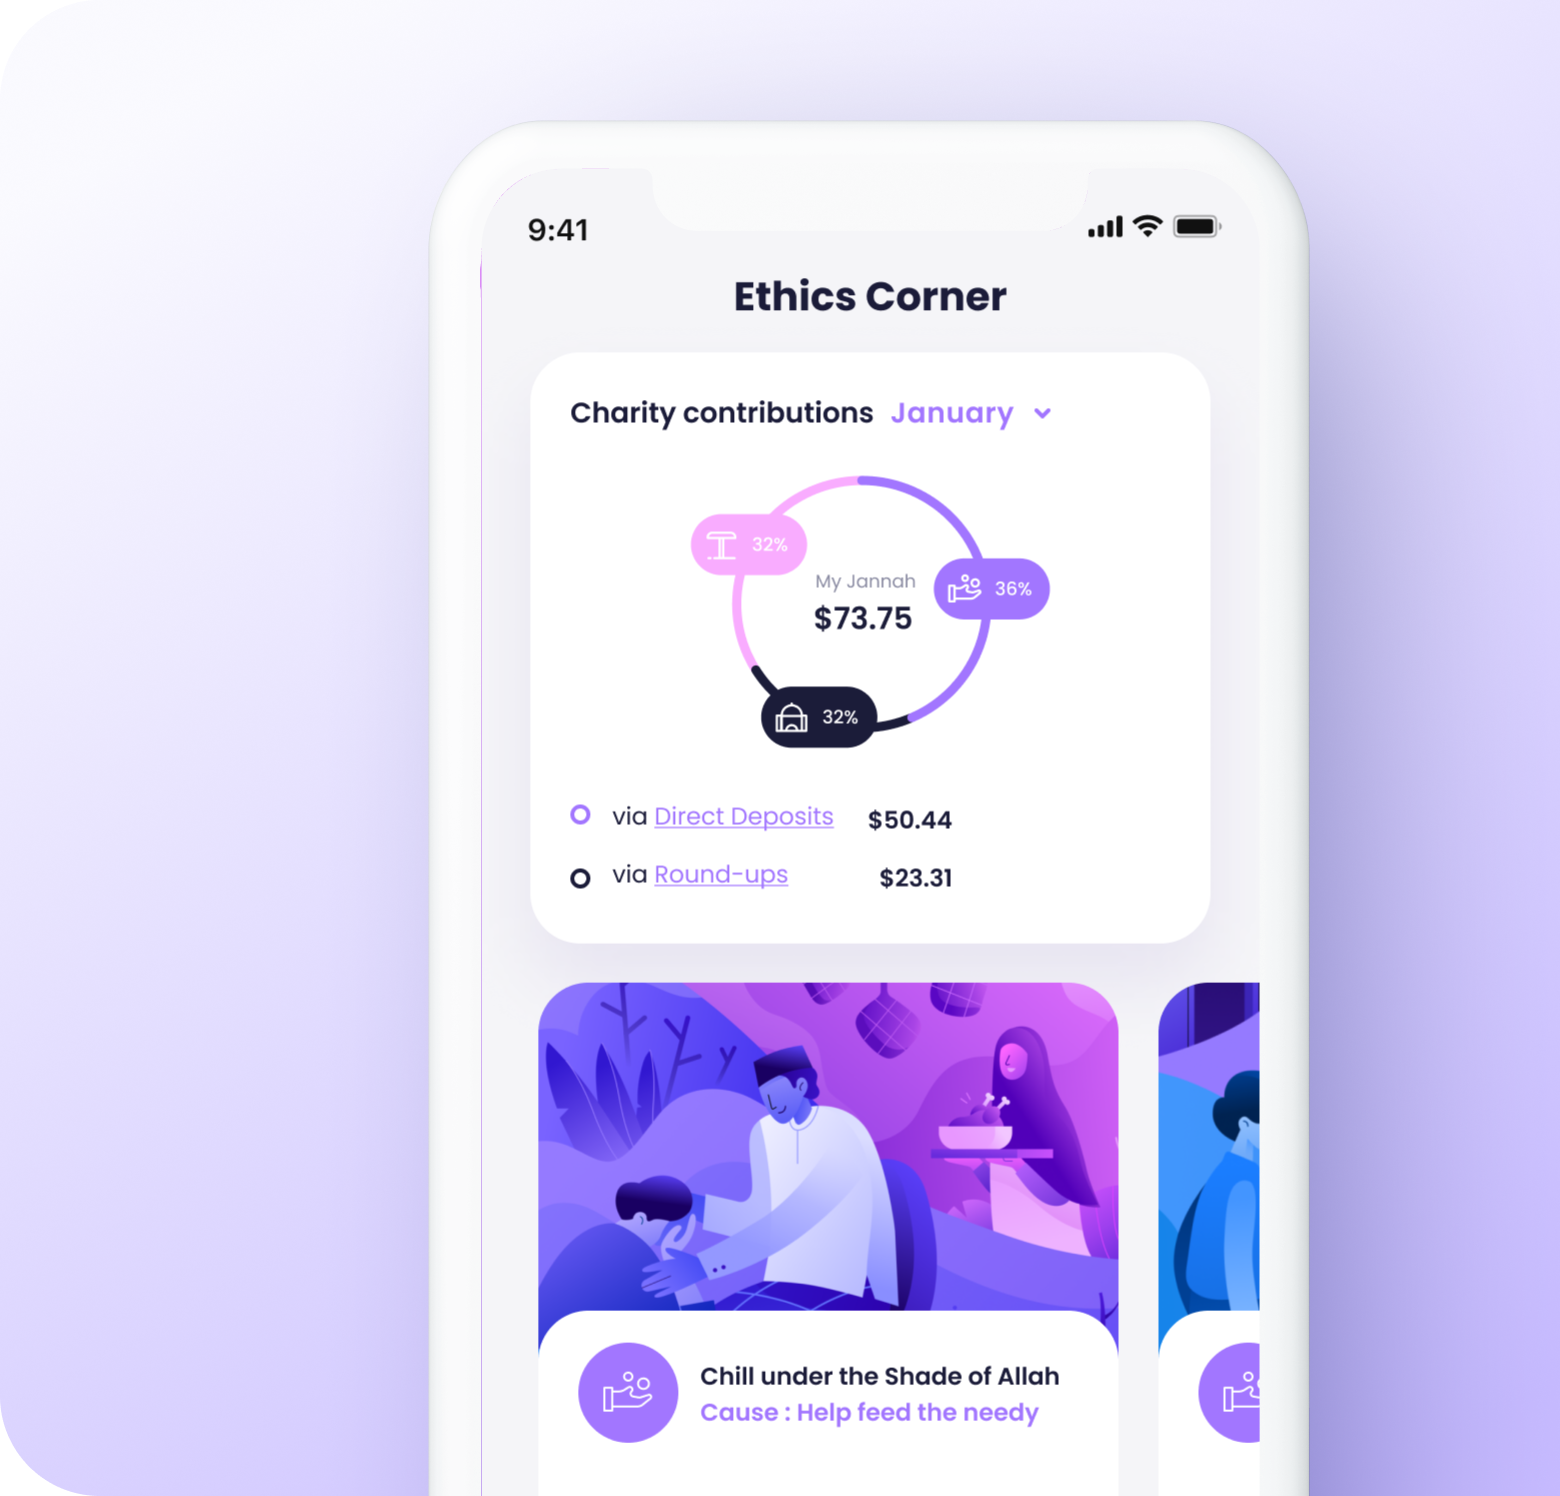 9:41
Ethics Corner
Charity contributions January
32%
My Jannah
36%
$73.75
32%
via Direct Deposits $50.44
via Round-ups $23.31
Chill under the Shade of Allah
Cause : Help feed the needy